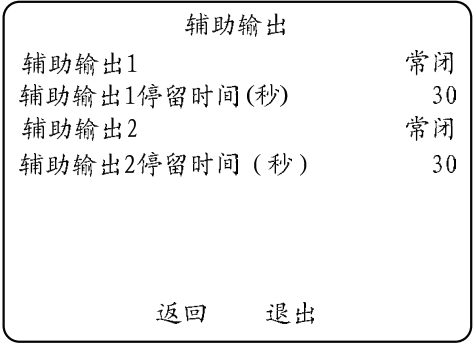 辅助输出
辅助输出1 常闭
辅助输出1停留时间(秒) 30
辅助输出2 常闭
辅助输出2停留时间(秒) 30
返回 退出